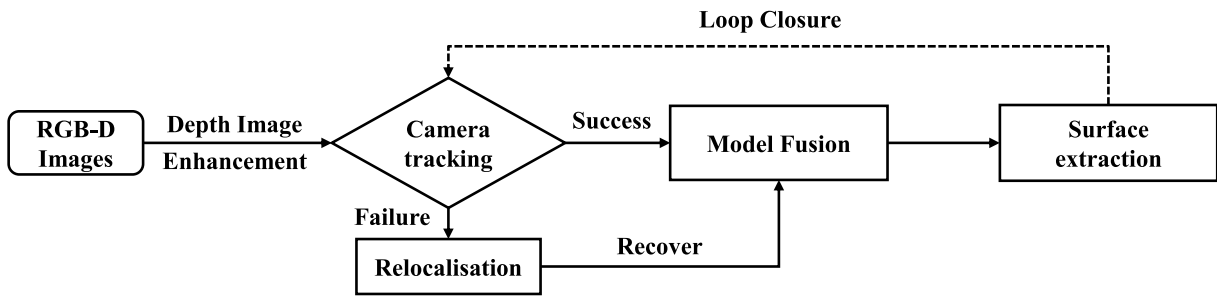 Loop Closure
RGB-D
Images
Depth Image
Enhancement
Camera
tracking
Success
Model Fusion
Surface
extraction
Failure
Relocalisation
Recover